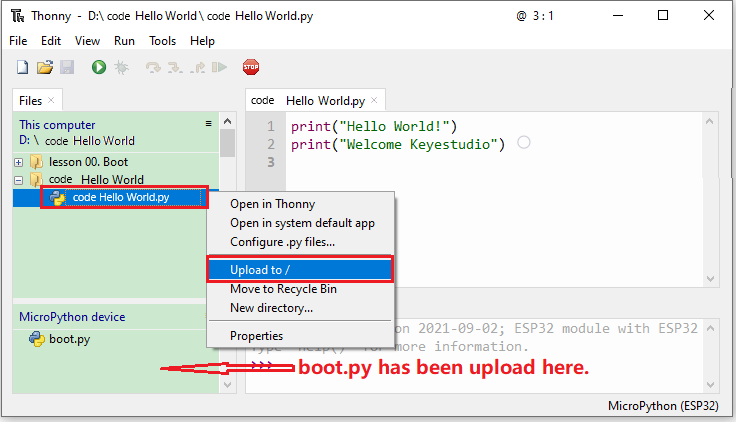 Thonny - D:\ code Hello World \ code Hello World.py @ 3 : 1
File Edit View Run Tools Help
STOP
Files
This computer
D: \ code Hello World
lesson 00. Boot
code Hello World
code Hello World.py
MicroPython device
boot.py
code Hello World.py
1 print("Hello World!")
2 print("Welcome Keyestudio")
3
Open in Thonny
Open in system default app
Configure .py files...
Upload to /
Move to Recycle Bin
New directory...
Properties
on 2021-09-02; ESP32 module with ESP32
Type "help()" for more information.
>>>
boot.py has been upload here.
MicroPython (ESP32)